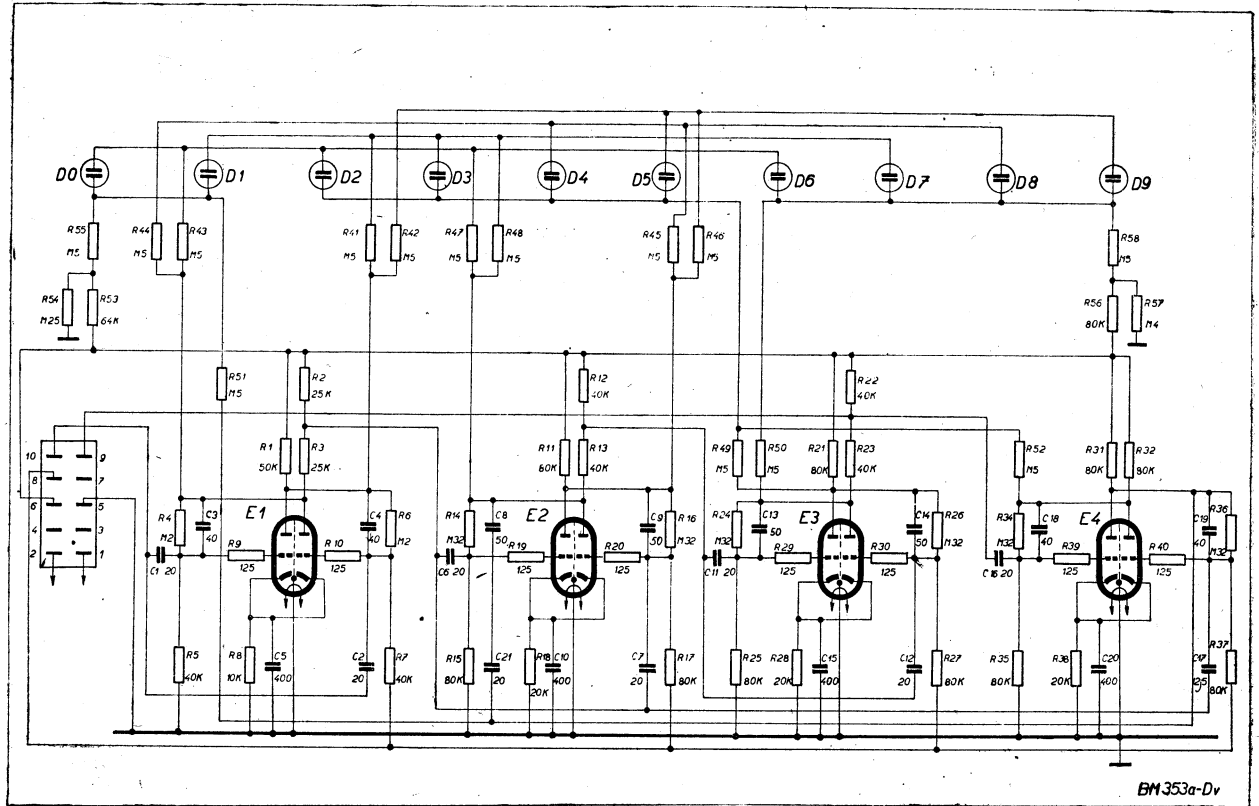 D0 D1 D2 D3 D4 D5 D6 D7 D8 D9
R55 M5
R44 M5
R43 M5
R41 M5
R42 M5
R47 M5
R48 M5
R45 M5
R46 M5
R58 M5
R54 M25
R53 64K
R56 80K
R57 M4
R51 M5
R2 25K
R12 40K
R22 40K
R1 50K
R3 25K
R11 80K
R13 40K
R49 M5
R50 M5
R21 80K
R23 40K
R52 M5
R31 80K
R32 80K
10 9
8 7
6 5
4 3
2 1
R4 M2
C3 40
E1
C4 40
R6 M2
R14 M32
C8 50
E2
C9 50
R16 M32
R24 M32
C13 50
E3
C14 50
R26 M32
R34 M32
C18 40
E4
C19 40
R36 M32
C1 20
R9 125
R10 125
C6 20
R19 125
R20 125
C11 20
R29 125
R30 125
C16 20
R39 125
R40 125
R5 40K
R8 10K
C5 400
C2 20
R7 40K
R15 80K
C21 20
R18 20K
C10 400
C7 20
R17 80K
R25 80K
R28 20K
C15 400
C12 20
R27 80K
R35 80K
R38 20K
C20 400
C17 12,5
R37 80K
BM353a-Dv